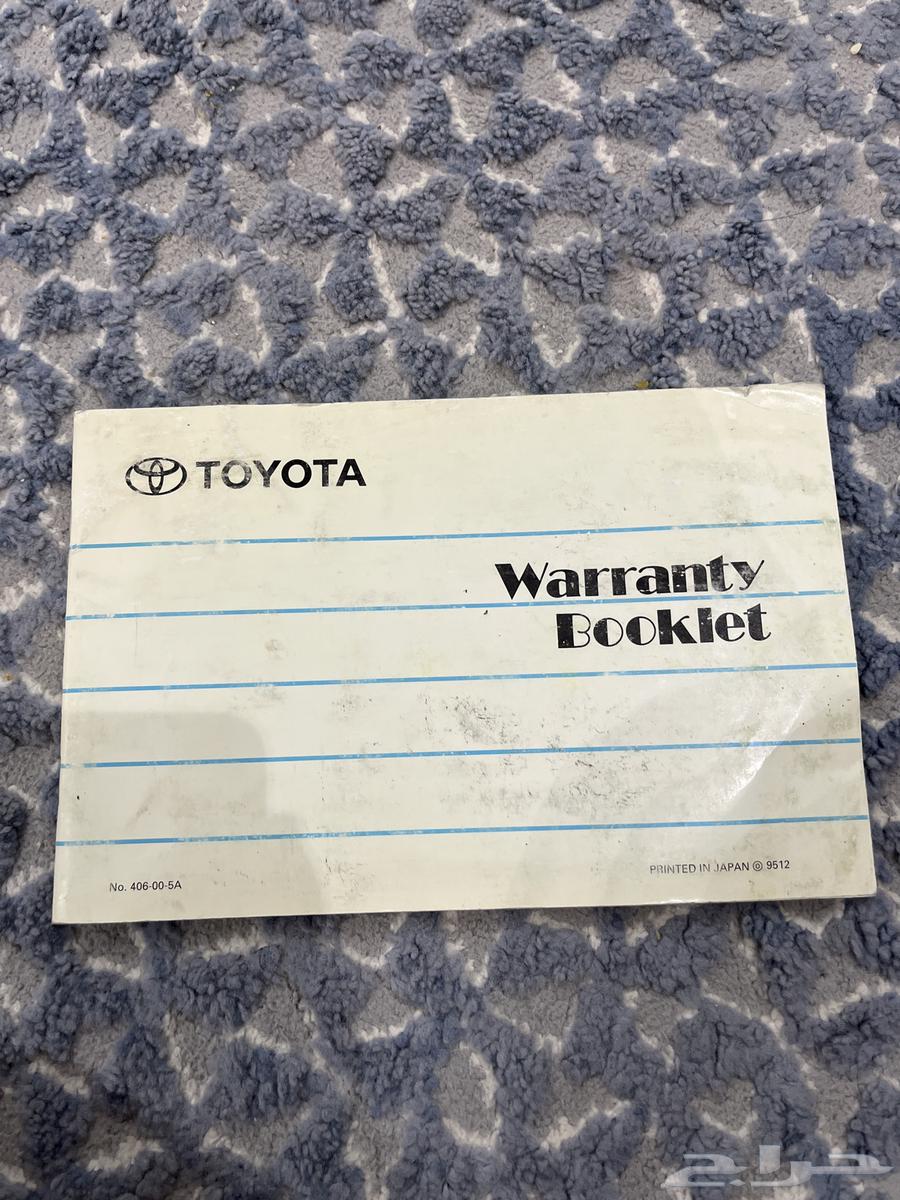 TOYOTA
Warranty
Booklet
No. 406-00-5A
PRINTED IN JAPAN ⓒ 9512
حراج